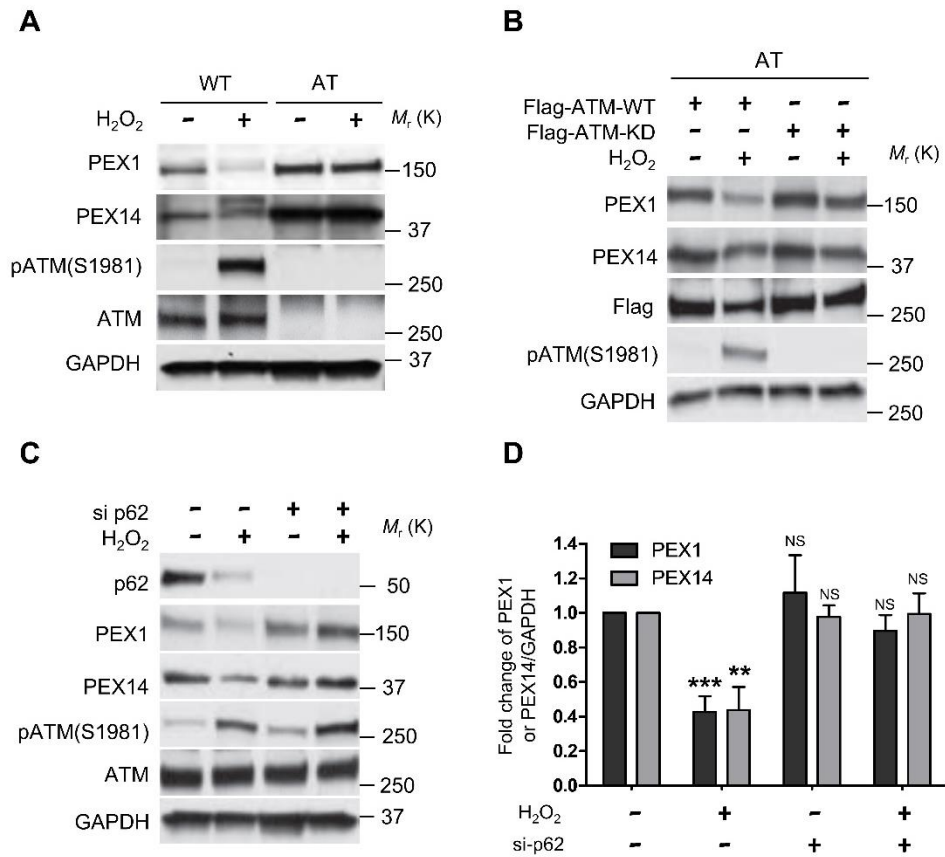 A
WT AT
H₂O₂ - + - + Mᵣ (K)
PEX1 150
PEX14 37
pATM(S1981) 250
ATM 250
GAPDH 37
B
AT
Flag-ATM-WT + + - -
Flag-ATM-KD - - + +
H₂O₂ - + - + Mᵣ (K)
PEX1 150
PEX14 37
Flag 250
pATM(S1981) 250
GAPDH 250
C
si p62 - - + +
H₂O₂ - + - + Mᵣ (K)
p62 50
PEX1 150
PEX14 37
pATM(S1981) 250
ATM 250
GAPDH 37
D
Fold change of PEX1
or PEX14/GAPDH
1.4
1.2
1.0
0.8
0.6
0.4
0.2
0.0
PEX1
PEX14
*** **
NS NS
NS NS
H₂O₂ - + - +
si-p62 - - + +